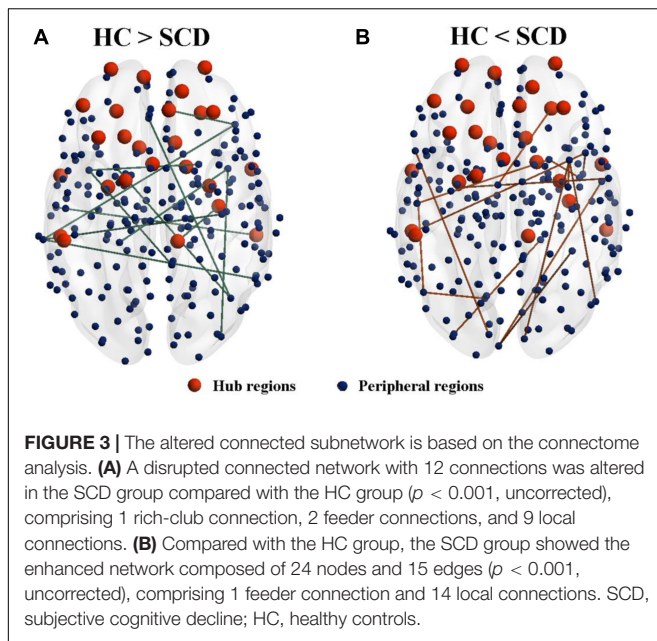 A HC > SCD
B HC < SCD
Hub regions Peripheral regions
FIGURE 3 | The altered connected subnetwork is based on the connectome
analysis. (A) A disrupted connected network with 12 connections was altered
in the SCD group compared with the HC group (p < 0.001, uncorrected),
comprising 1 rich-club connection, 2 feeder connections, and 9 local
connections. (B) Compared with the HC group, the SCD group showed the
enhanced network composed of 24 nodes and 15 edges (p < 0.001,
uncorrected), comprising 1 feeder connection and 14 local connections. SCD,
subjective cognitive decline; HC, healthy controls.